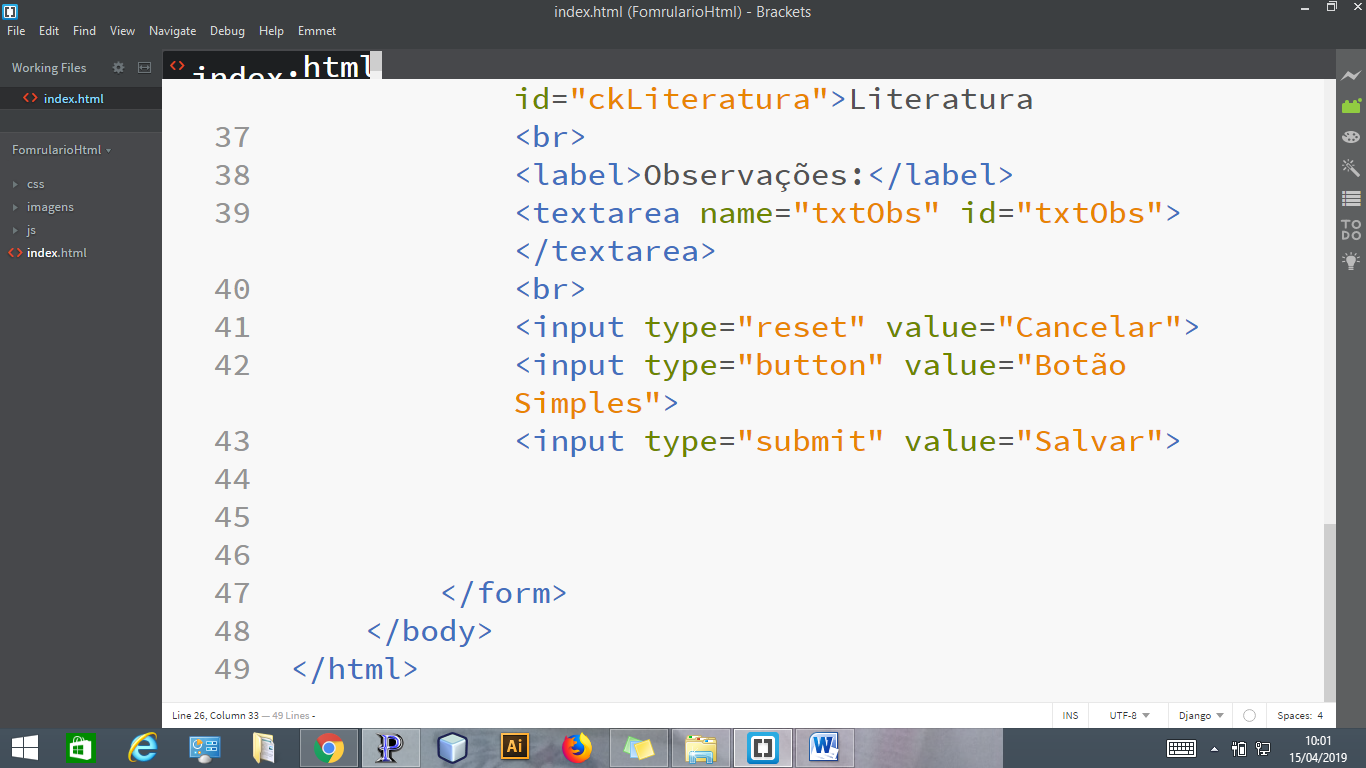 index.html (FomrularioHtml) - Brackets
File Edit Find View Navigate Debug Help Emmet
Working Files
index.html
index.html
FomrularioHtml
css
imagens
js
index.html
id="ckLiteratura">Literatura
37 <br>
38 <label>Observações:</label>
39 <textarea name="txtObs" id="txtObs">
</textarea>
40 <br>
41 <input type="reset" value="Cancelar">
42 <input type="button" value="Botão
Simples">
43 <input type="submit" value="Salvar">
44
45
46
47 </form>
48 </body>
49 </html>
TO
DO
Line 26, Column 33 — 49 Lines -
INS UTF-8 Django Spaces: 4
Ai
P
W
10:01
15/04/2019